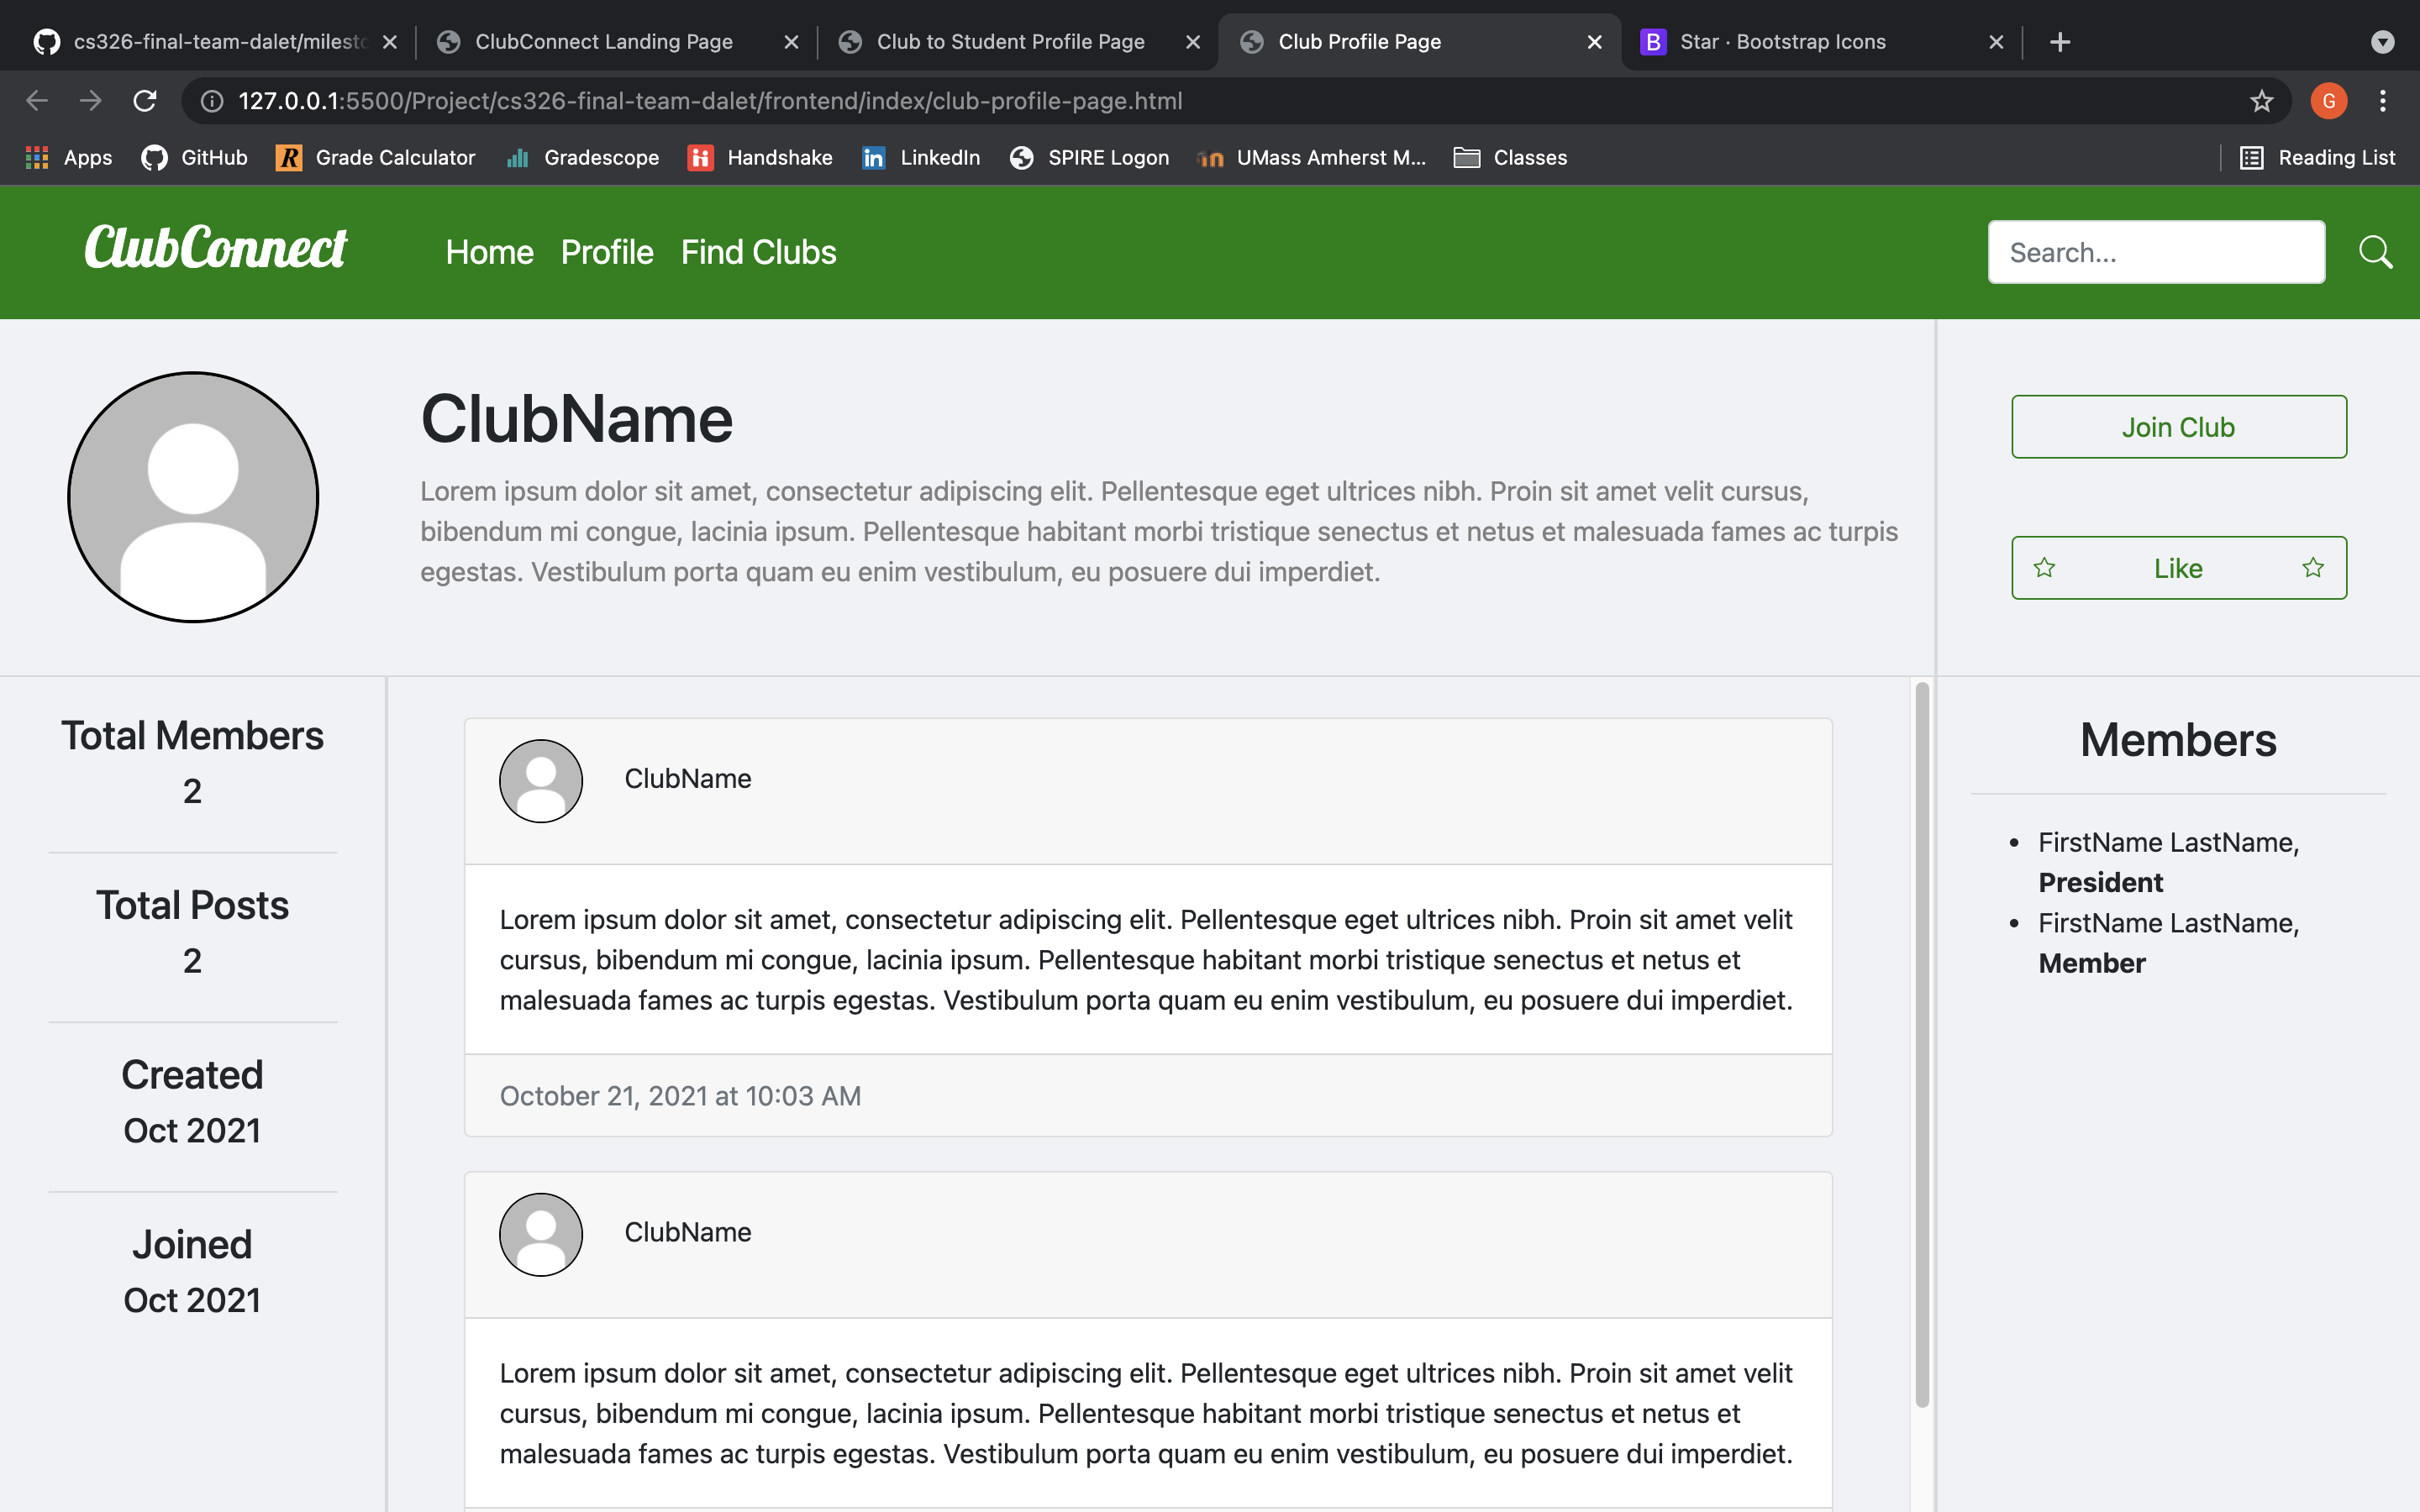 cs326-final-team-dalet/milesto
ClubConnect Landing Page
Club to Student Profile Page
Club Profile Page
B
Star · Bootstrap Icons
127.0.0.1:5500/Project/cs326-final-team-dalet/frontend/index/club-profile-page.html
G
Apps
GitHub
R
Grade Calculator
Gradescope
Handshake
in
LinkedIn
SPIRE Logon
UMass Amherst M...
Classes
Reading List
ClubConnect
Home
Profile
Find Clubs
Search...
ClubName
Lorem ipsum dolor sit amet, consectetur adipiscing elit. Pellentesque eget ultrices nibh. Proin sit amet velit cursus,
bibendum mi congue, lacinia ipsum. Pellentesque habitant morbi tristique senectus et netus et malesuada fames ac turpis
egestas. Vestibulum porta quam eu enim vestibulum, eu posuere dui imperdiet.
Join Club
Like
Total Members
2
Total Posts
2
Created
Oct 2021
Joined
Oct 2021
ClubName
Lorem ipsum dolor sit amet, consectetur adipiscing elit. Pellentesque eget ultrices nibh. Proin sit amet velit
cursus, bibendum mi congue, lacinia ipsum. Pellentesque habitant morbi tristique senectus et netus et
malesuada fames ac turpis egestas. Vestibulum porta quam eu enim vestibulum, eu posuere dui imperdiet.
October 21, 2021 at 10:03 AM
ClubName
Lorem ipsum dolor sit amet, consectetur adipiscing elit. Pellentesque eget ultrices nibh. Proin sit amet velit
cursus, bibendum mi congue, lacinia ipsum. Pellentesque habitant morbi tristique senectus et netus et
malesuada fames ac turpis egestas. Vestibulum porta quam eu enim vestibulum, eu posuere dui imperdiet.
Members
FirstName LastName,
President
FirstName LastName,
Member